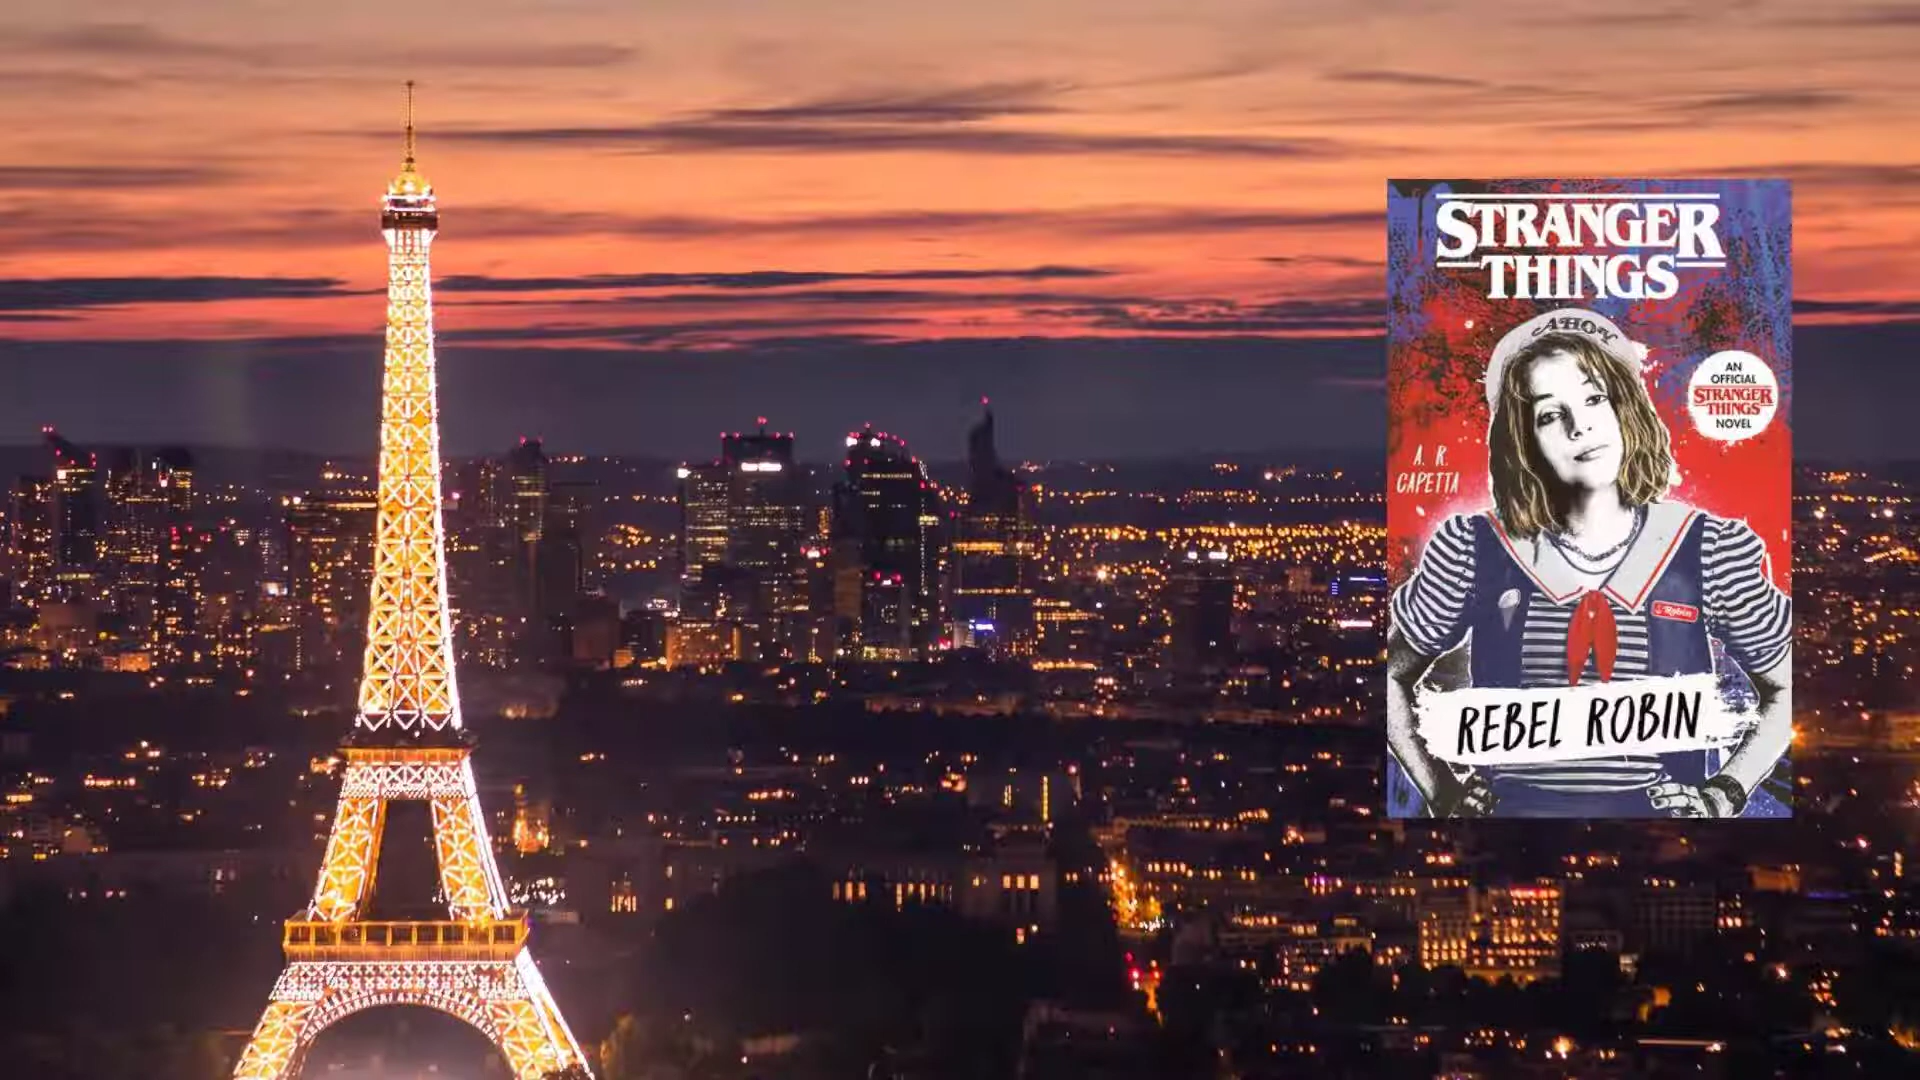 STRANGER
THINGS
AHOY
AN
OFFICIAL
STRANGER
THINGS
NOVEL
A. R.
CAPETTA
Robin
REBEL ROBIN